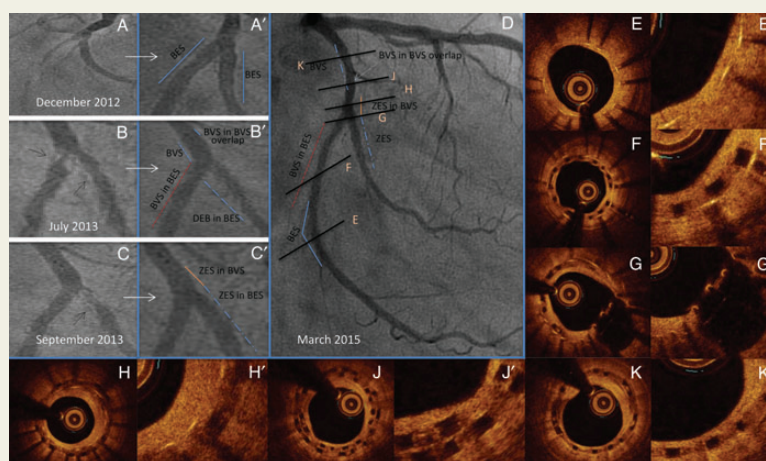 A
A′
BES
BES
December 2012
B
B′
BVS in BVS
overlap
BVS
BVS in BES
DEB in BES
July 2013
C
C′
ZES in BVS
ZES in BES
September 2013
D
K
BVS
BVS in BVS overlap
J
H
ZES in BVS
G
ZES
BVS in BES
F
BES
E
March 2015
E
E
F
F
G
G
H
H′
J
J′
K
K